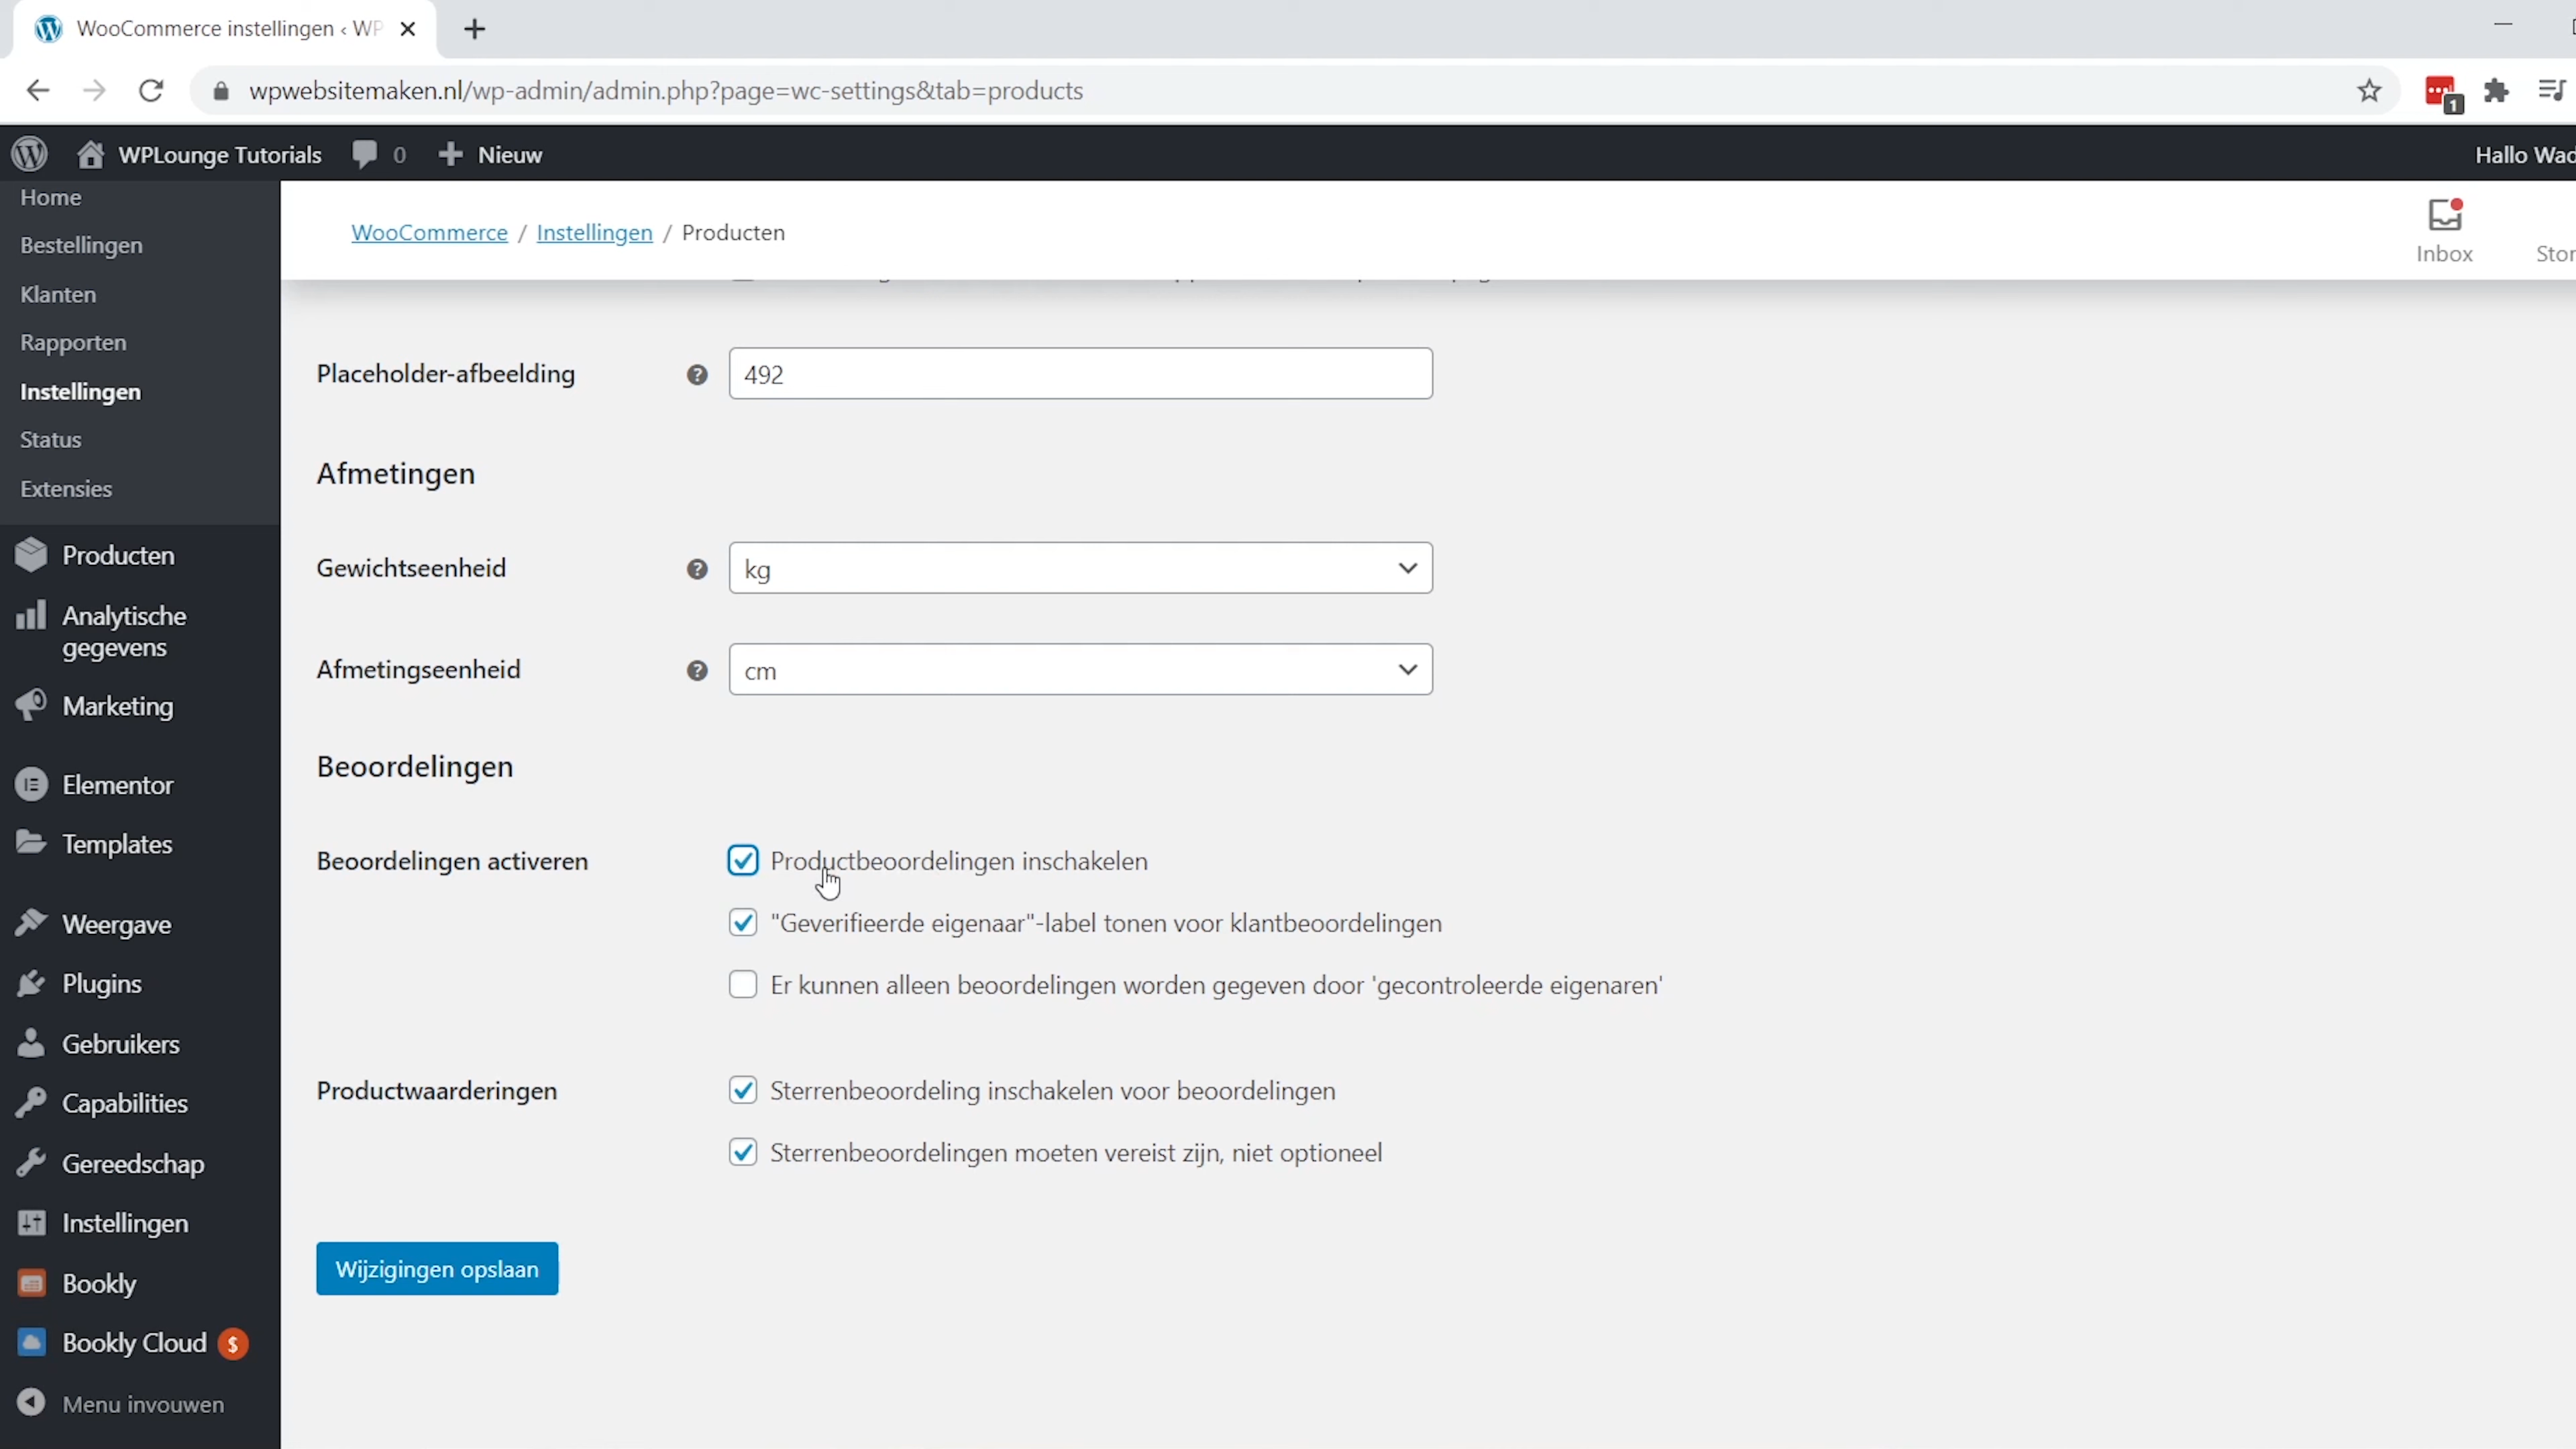 WooCommerce instellingen ‹ WP
wpwebsitemaken.nl/wp-admin/admin.php?page=wc-settings&tab=products
1
WPLounge Tutorials 0 Nieuw
Hallo Wad
Home
Bestellingen
Klanten
Rapporten
Instellingen
Status
Extensies
Producten
Analytische
gegevens
Marketing
Elementor
Templates
Weergave
Plugins
Gebruikers
Capabilities
Gereedschap
Instellingen
Bookly
Bookly Cloud $
Menu invouwen
WooCommerce / Instellingen / Producten
Inbox
Stor
Placeholder-afbeelding ? 492
Afmetingen
Gewichtseenheid ? kg
Afmetingseenheid ? cm
Beoordelingen
Beoordelingen activeren Productbeoordelingen inschakelen
"Geverifieerde eigenaar"-label tonen voor klantbeoordelingen
Er kunnen alleen beoordelingen worden gegeven door 'gecontroleerde eigenaren'
Productwaarderingen Sterrenbeoordeling inschakelen voor beoordelingen
Sterrenbeoordelingen moeten vereist zijn, niet optioneel
Wijzigingen opslaan